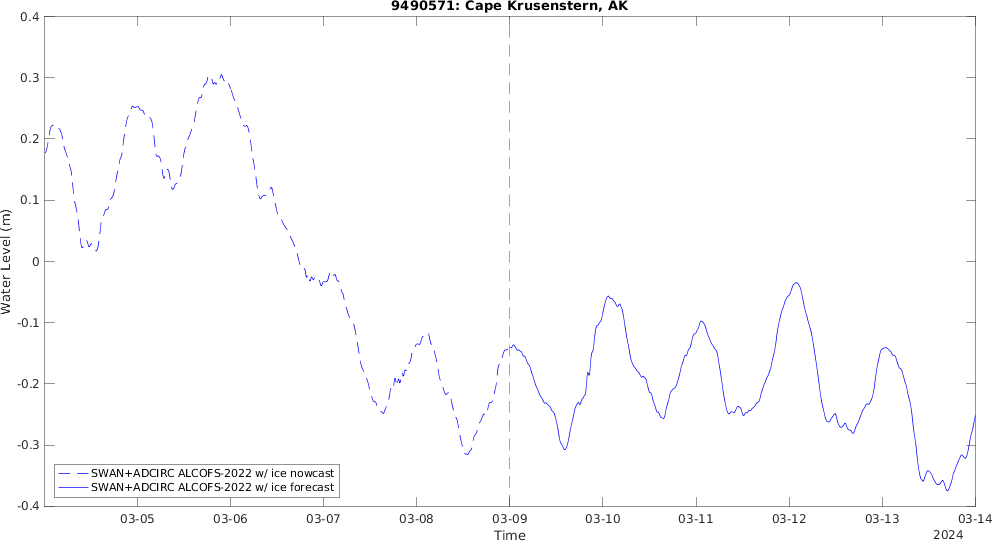 9490571: Cape Krusenstern, AK
0.4
0.3
0.2
0.1
0
-0.1
-0.2
-0.3
-0.4
Water Level (m)
SWAN+ADCIRC ALCOFS-2022 w/ ice nowcast
SWAN+ADCIRC ALCOFS-2022 w/ ice forecast
03-05 03-06 03-07 03-08 03-09 03-10 03-11 03-12 03-13 03-14
Time
2024